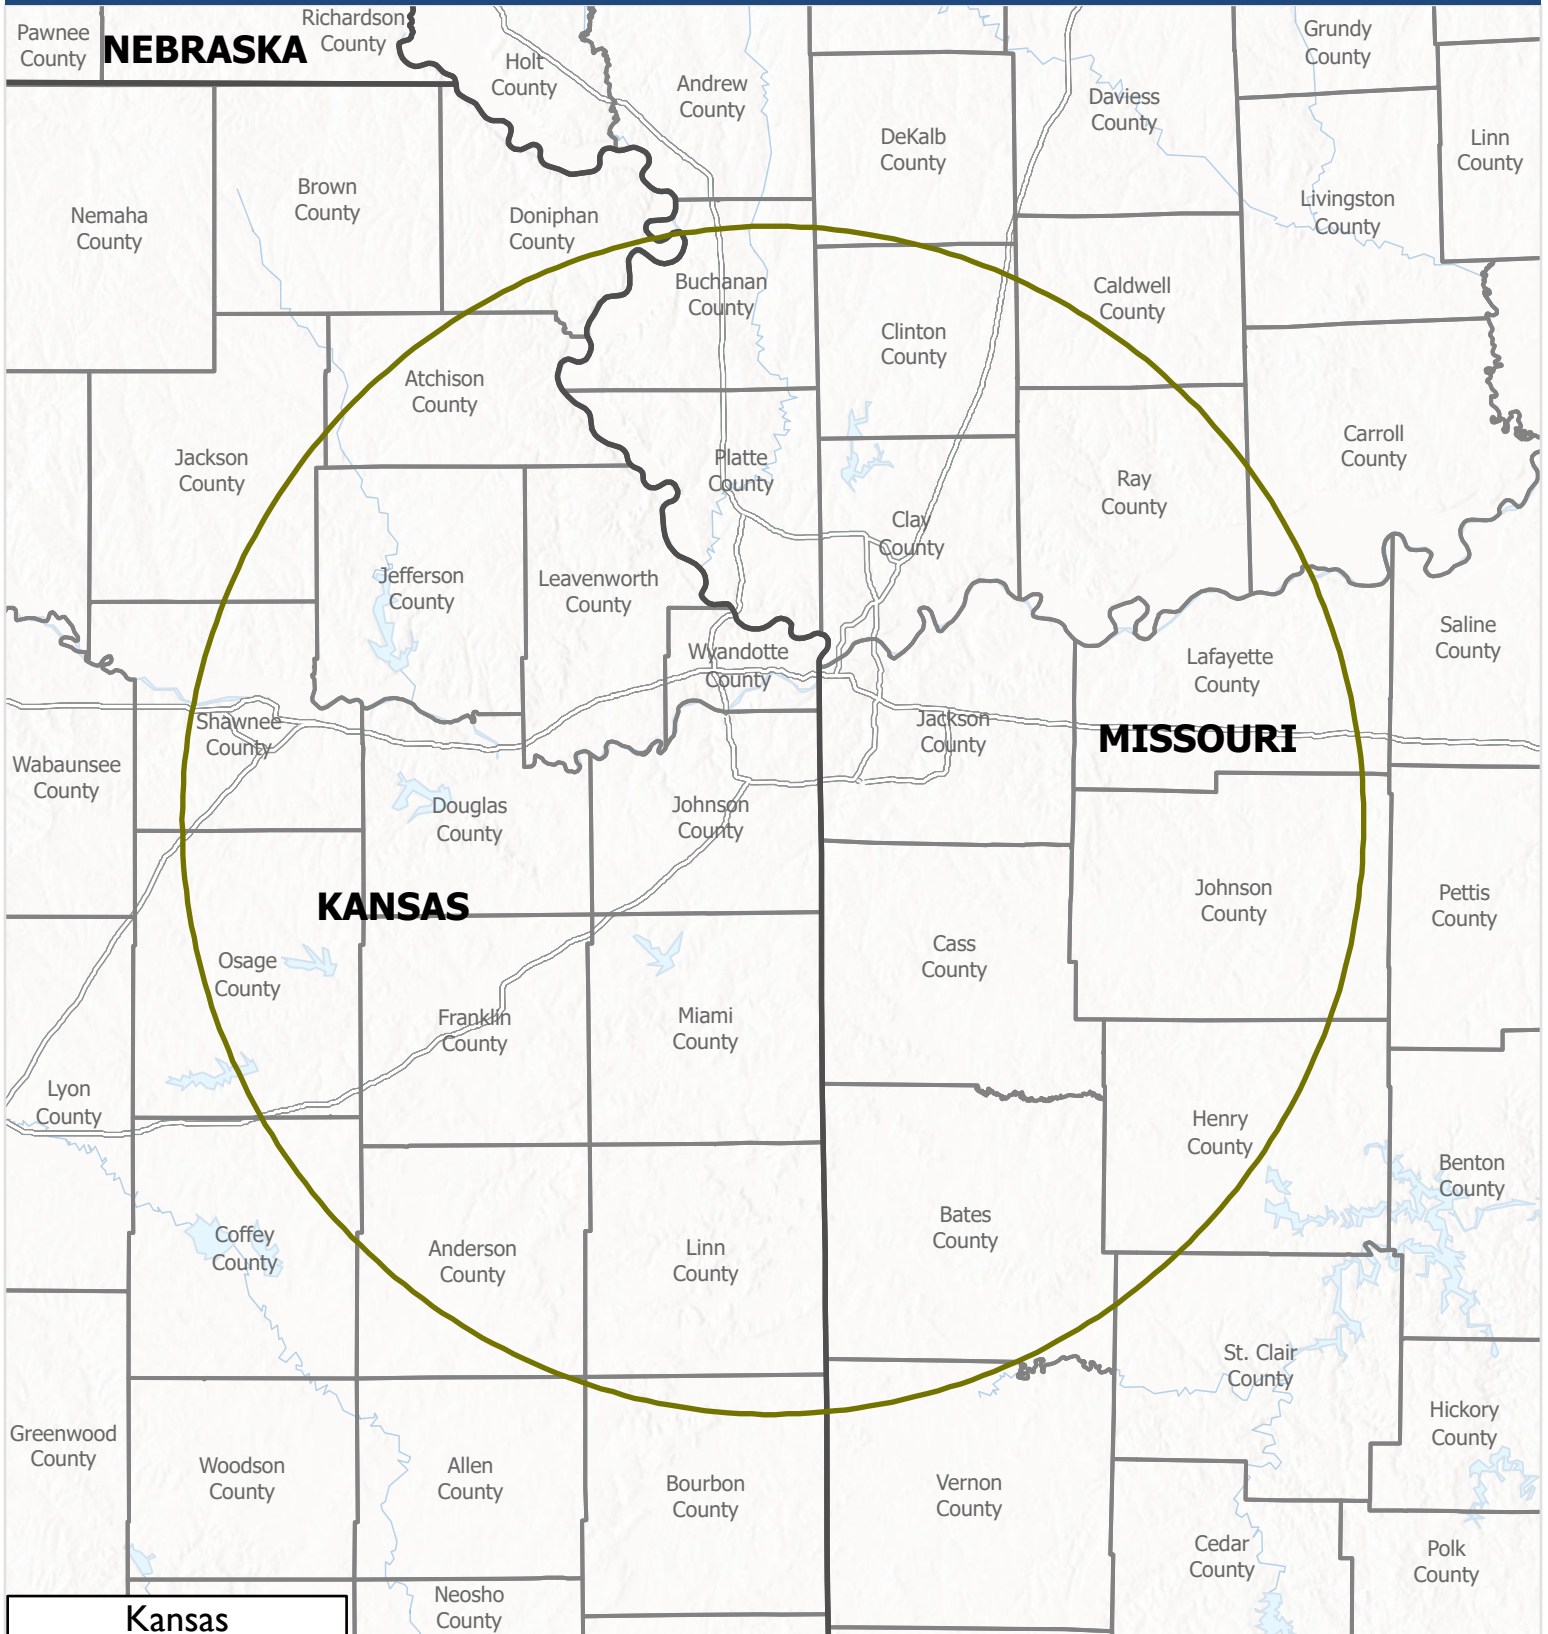 Pawnee
County
NEBRASKA
Richardson
County
Holt
County
Andrew
County
DeKalb
County
Daviess
County
Grundy
County
Linn
County
Nemaha
County
Brown
County
Doniphan
County
Buchanan
County
Clinton
County
Caldwell
County
Livingston
County
Jackson
County
Atchison
County
Platte
County
Clay
County
Ray
County
Carroll
County
Jefferson
County
Leavenworth
County
Wyandotte
County
Jackson
County
Lafayette
County
Saline
County
MISSOURI
Wabaunsee
County
Shawnee
County
Douglas
County
Johnson
County
KANSAS
Johnson
County
Pettis
County
Osage
County
Franklin
County
Miami
County
Cass
County
Lyon
County
Henry
County
Benton
County
Coffey
County
Anderson
County
Linn
County
Bates
County
St. Clair
County
Hickory
County
Greenwood
County
Woodson
County
Allen
County
Bourbon
County
Vernon
County
Cedar
County
Polk
County
Neosho
County
Kansas